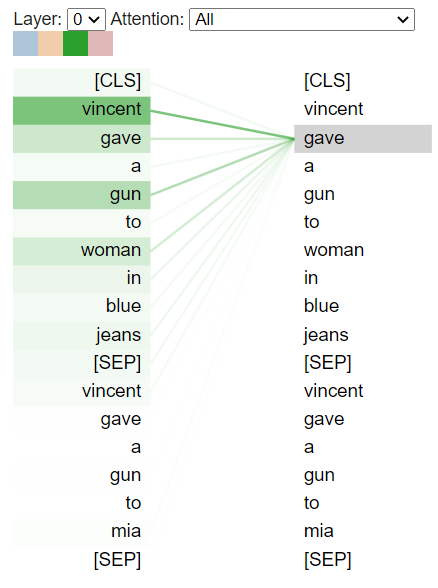 Layer: 0 Attention: All
[CLS] [CLS]
vincent vincent
gave gave
a a
gun gun
to to
woman woman
in in
blue blue
jeans jeans
[SEP] [SEP]
vincent vincent
gave gave
a a
gun gun
to to
mia mia
[SEP] [SEP]